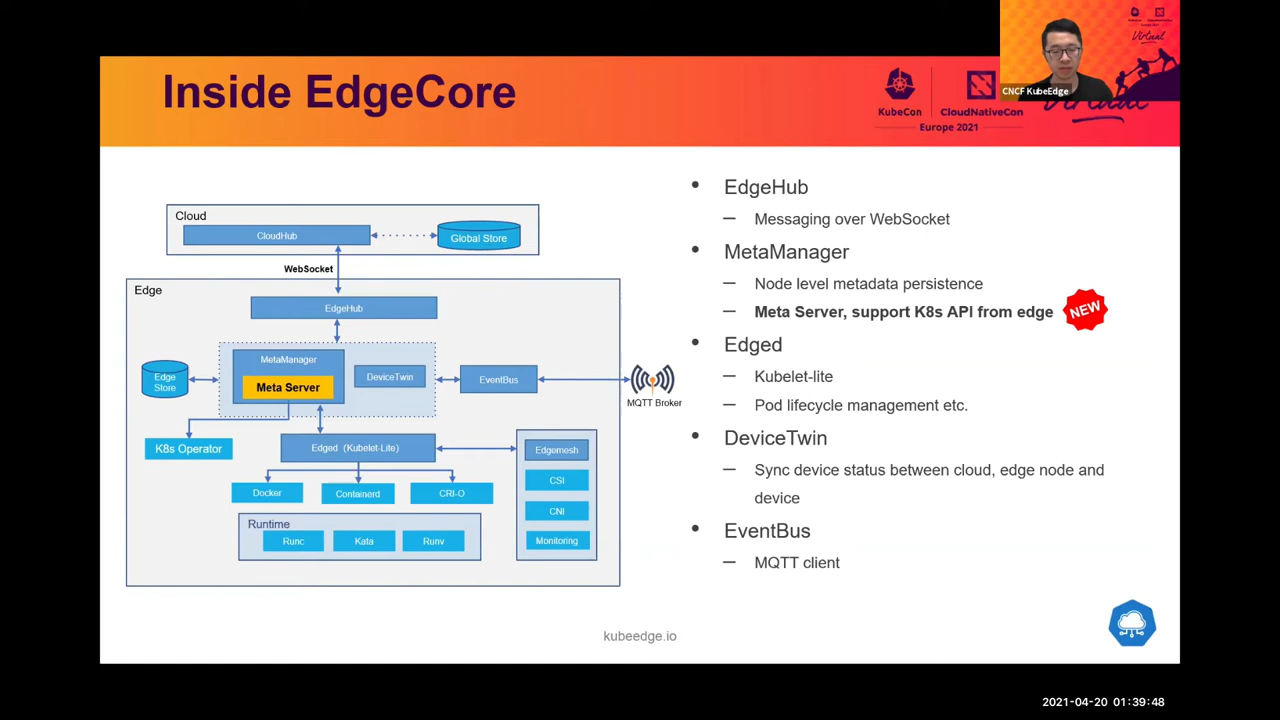 Inside EdgeCore
KubeCon
CloudNativeCon
Europe 2021
Virtual
CNCF KubeEdge
Cloud
CloudHub
Global Store
WebSocket
Edge
EdgeHub
MetaManager
Meta Server
DeviceTwin
Edge
Store
EventBus
MQTT Broker
K8s Operator
Edged (Kubelet-Lite)
Edgemesh
CSI
CNI
Monitoring
Docker
Containerd
CRI-O
Runtime
Runc
Kata
Runv
• EdgeHub
– Messaging over WebSocket
• MetaManager
– Node level metadata persistence
– Meta Server, support K8s API from edge
NEW
• Edged
– Kubelet-lite
– Pod lifecycle management etc.
• DeviceTwin
– Sync device status between cloud, edge node and
device
• EventBus
– MQTT client
kubeedge.io
2021-04-20 01:39:48